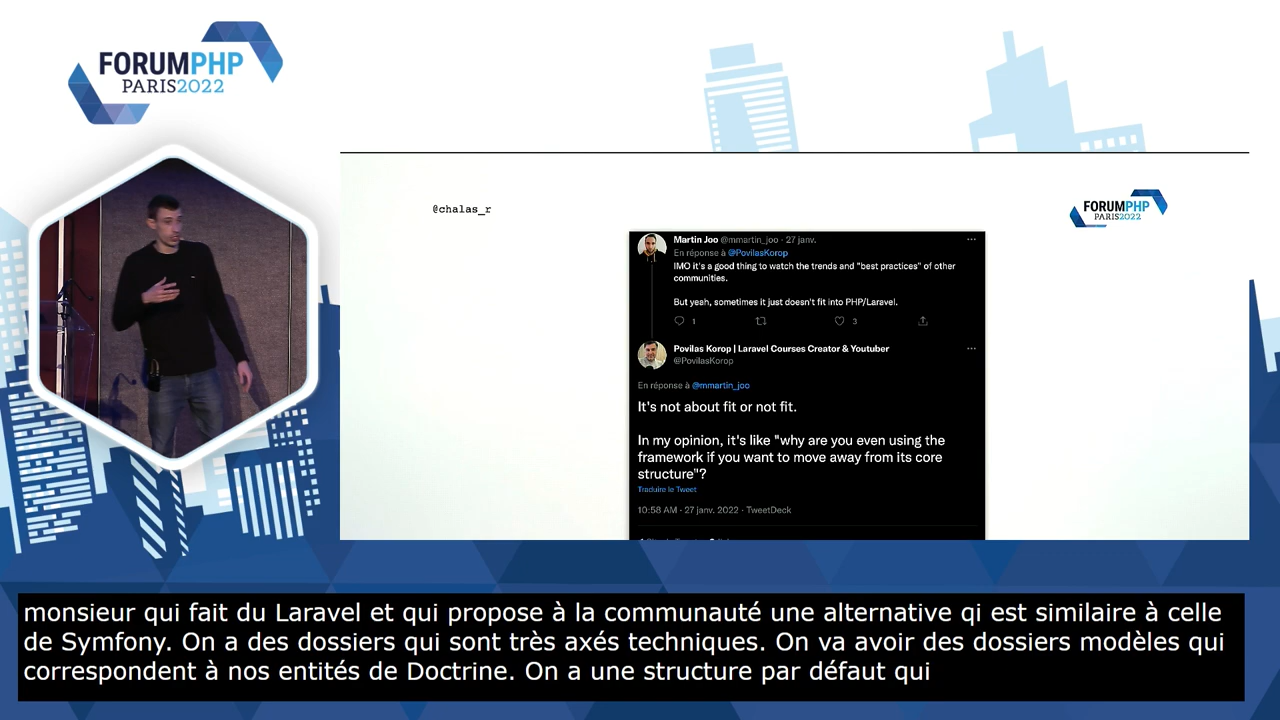 FORUMPHP
PARIS2022
@chalas_r
FORUMPHP
PARIS2022
Martin Joo @mmartin_joo · 27 janv.
En réponse à @PovilasKorop
IMO it's a good thing to watch the trends and "best practices" of other
communities.
But yeah, sometimes it just doesn't fit into PHP/Laravel.
1
3
Povilas Korop | Laravel Courses Creator & Youtuber
@PovilasKorop
En réponse à @mmartin_joo
It's not about fit or not fit.
In my opinion, it's like "why are you even using the
framework if you want to move away from its core
structure"?
Traduire le Tweet
10:58 AM · 27 janv. 2022 · TweetDeck
monsieur qui fait du Laravel et qui propose à la communauté une alternative qi est similaire à celle
de Symfony. On a des dossiers qui sont très axés techniques. On va avoir des dossiers modèles qui
correspondent à nos entités de Doctrine. On a une structure par défaut qui